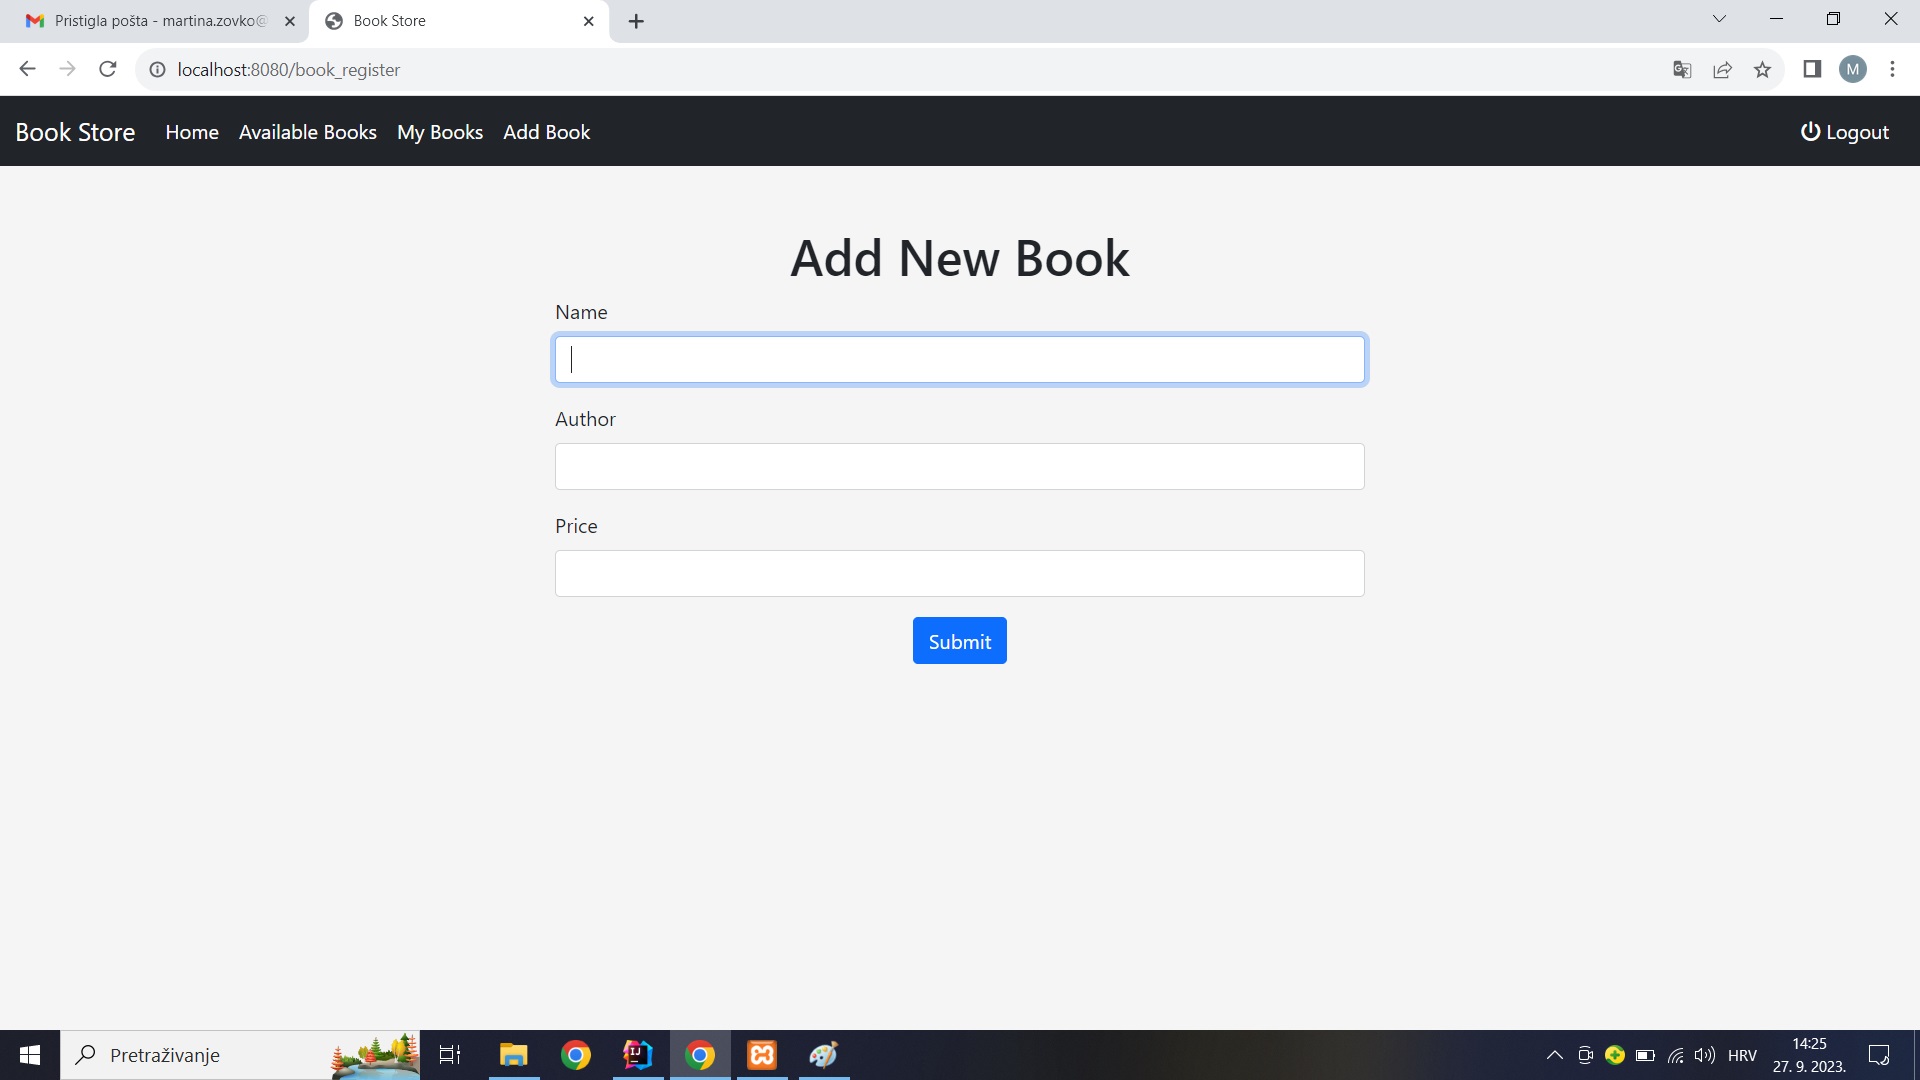 Pristigla pošta - martina.zovko@
Book Store
localhost:8080/book_register
M
Book Store
Home
Available Books
My Books
Add Book
Logout
Add New Book
Name
Author
Price
Submit
Pretraživanje
HRV
14:25
27. 9. 2023.